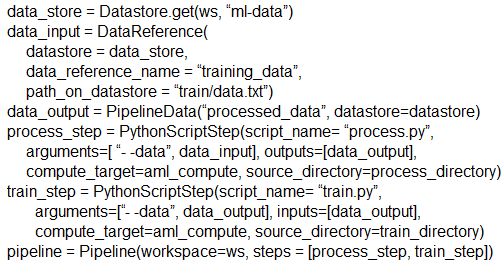 data_store = Datastore.get(ws, “ml-data”)
data_input = DataReference(
datastore = data_store,
data_reference_name = “training_data”,
path_on_datastore = “train/data.txt”)
data_output = PipelineData(“processed_data”, datastore=datastore)
process_step = PythonScriptStep(script_name= “process.py”,
arguments=[ “- -data”, data_input], outputs=[data_output],
compute_target=aml_compute, source_directory=process_directory)
train_step = PythonScriptStep(script_name= “train.py”,
arguments=[“- -data”, data_output], inputs=[data_output],
compute_target=aml_compute, source_directory=train_directory)
pipeline = Pipeline(workspace=ws, steps = [process_step, train_step])